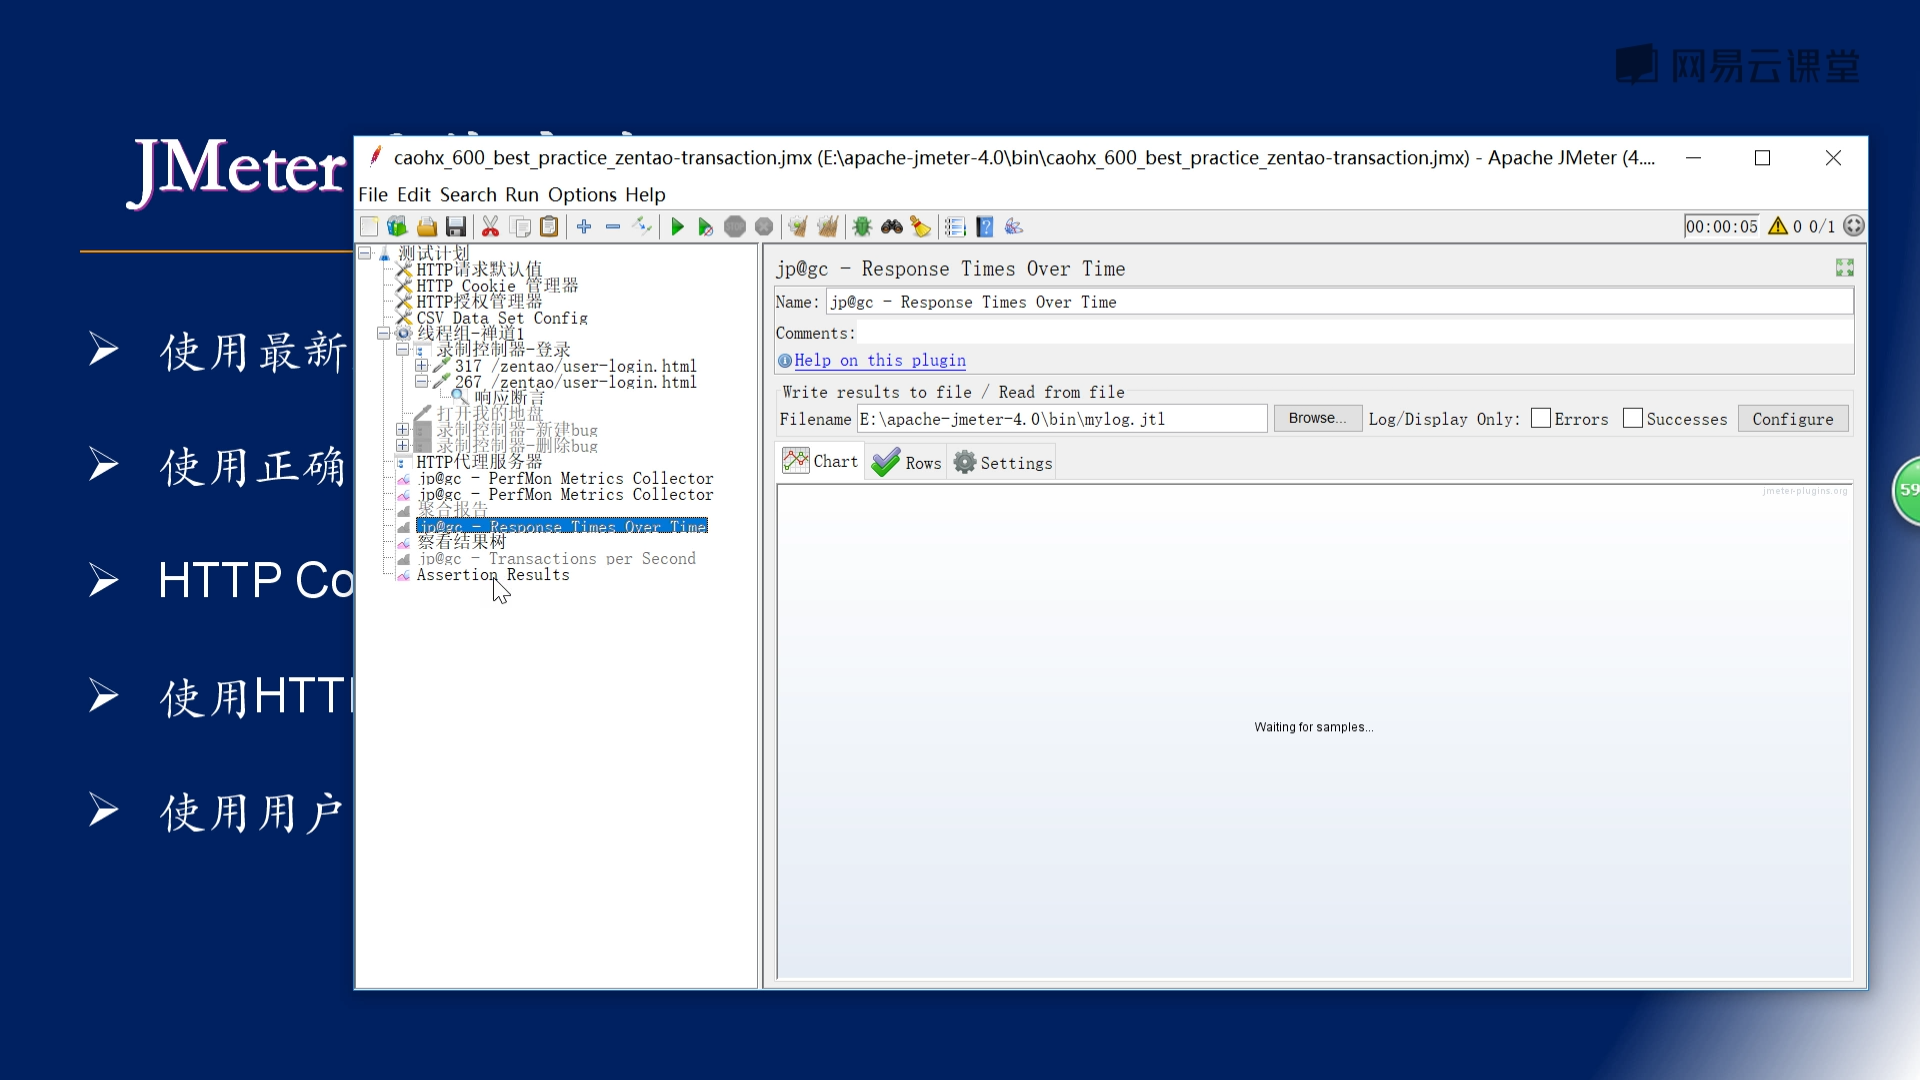 网易云课堂
JMeter
使用最新
使用正确
HTTP Co
使用HTTP
使用用户
caohx_600_best_practice_zentao-transaction.jmx (E:\apache-jmeter-4.0\bin\caohx_600_best_practice_zentao-transaction.jmx) - Apache JMeter (4....
File Edit Search Run Options Help
00:00:05 0 0/1
测试计划
HTTP请求默认值
HTTP Cookie 管理器
HTTP授权管理器
CSV Data Set Config
线程组-禅道1
录制控制器-登录
317 /zentao/user-login.html
267 /zentao/user-login.html
响应断言
打开我的地盘
录制控制器-新建bug
录制控制器-删除bug
HTTP代理服务器
jp@gc - PerfMon Metrics Collector
jp@gc - PerfMon Metrics Collector
聚合报告
jp@gc - Response Times Over Time
察看结果树
jp@gc - Transactions per Second
Assertion Results
jp@gc - Response Times Over Time
Name: jp@gc - Response Times Over Time
Comments:
Help on this plugin
Write results to file / Read from file
Filename E:\apache-jmeter-4.0\bin\mylog.jtl Browse... Log/Display Only: Errors Successes Configure
Chart Rows Settings
jmeter-plugins.org
Waiting for samples...
59